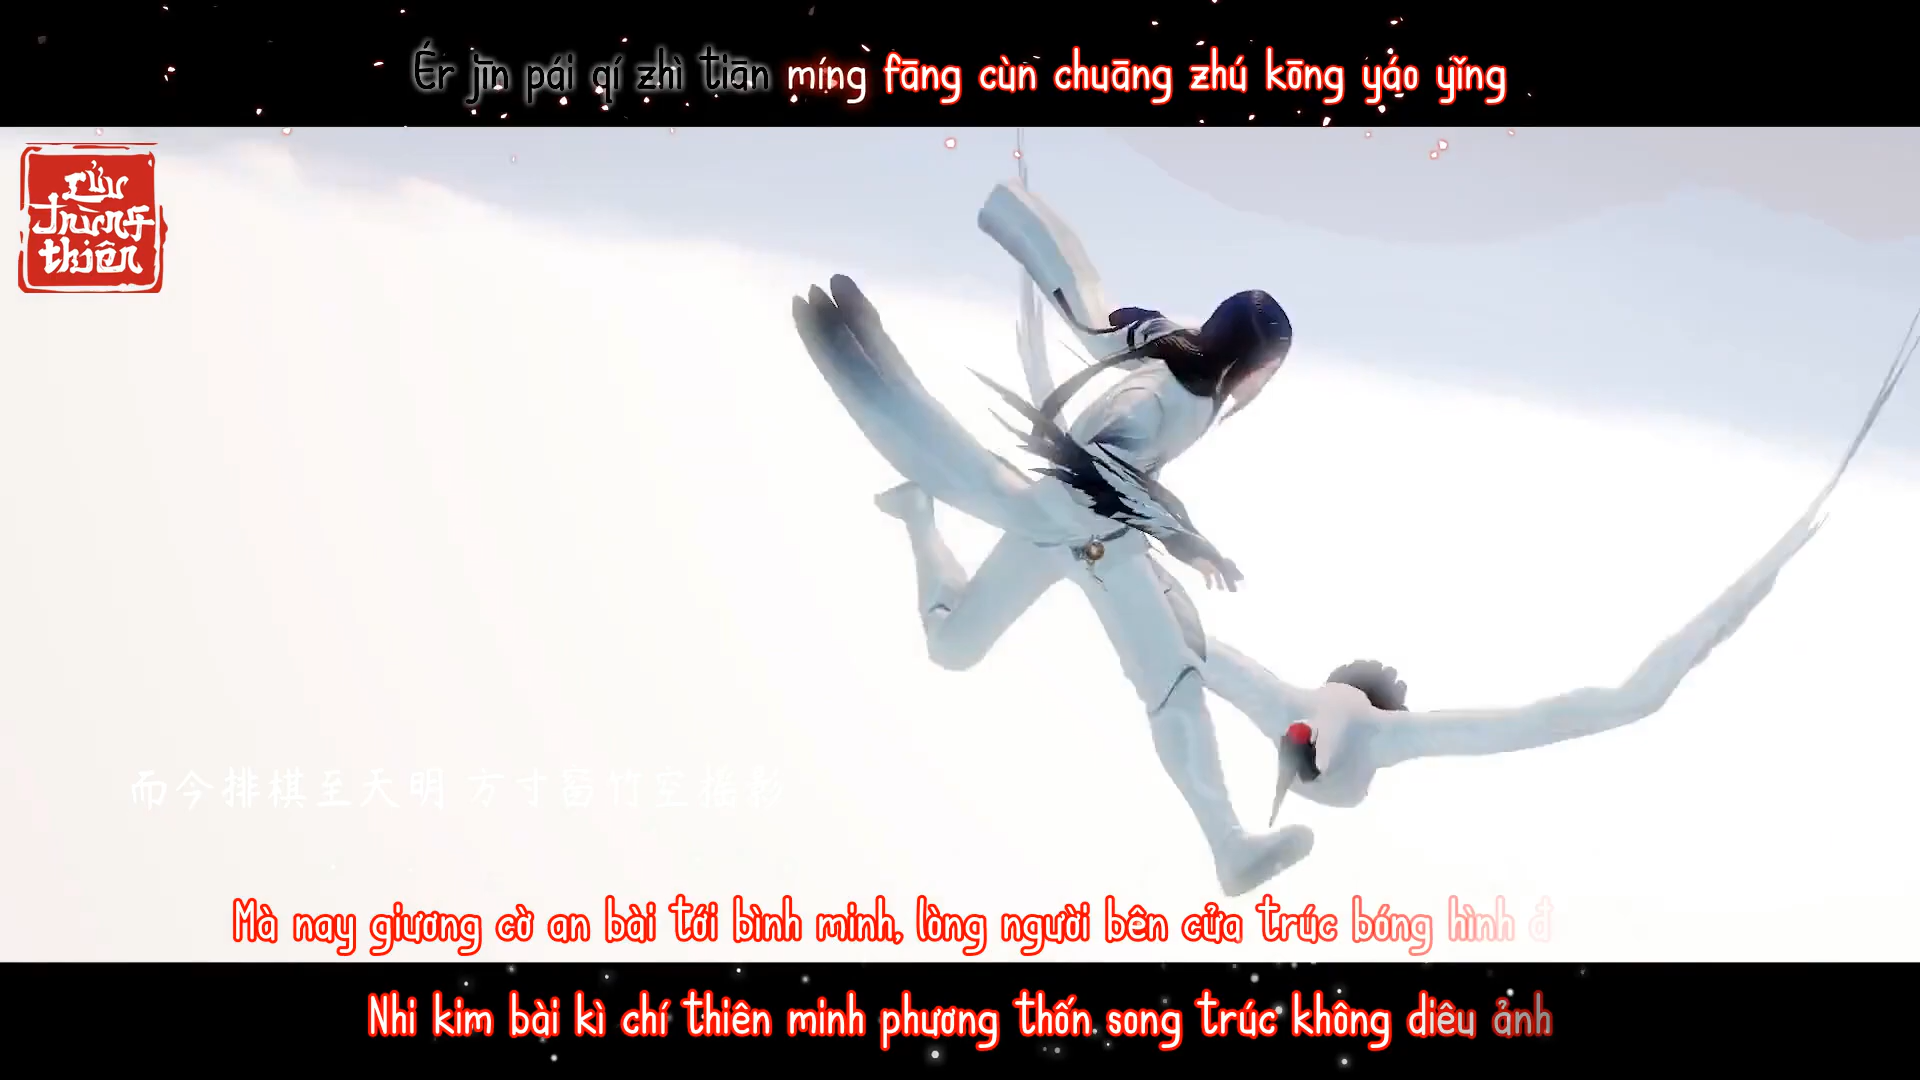 Ér jīn pái qí zhì tiān míng fāng cùn chuāng zhú kōng yáo yǐng
Cửu
trùng
thiên
而今排棋至天明 方寸窗竹空摇影
Mà nay giương cờ an bài tới bình minh, lòng người bên cửa trúc bóng hình đ
Nhi kim bài kì chí thiên minh phương thốn song trúc không diêu ảnh